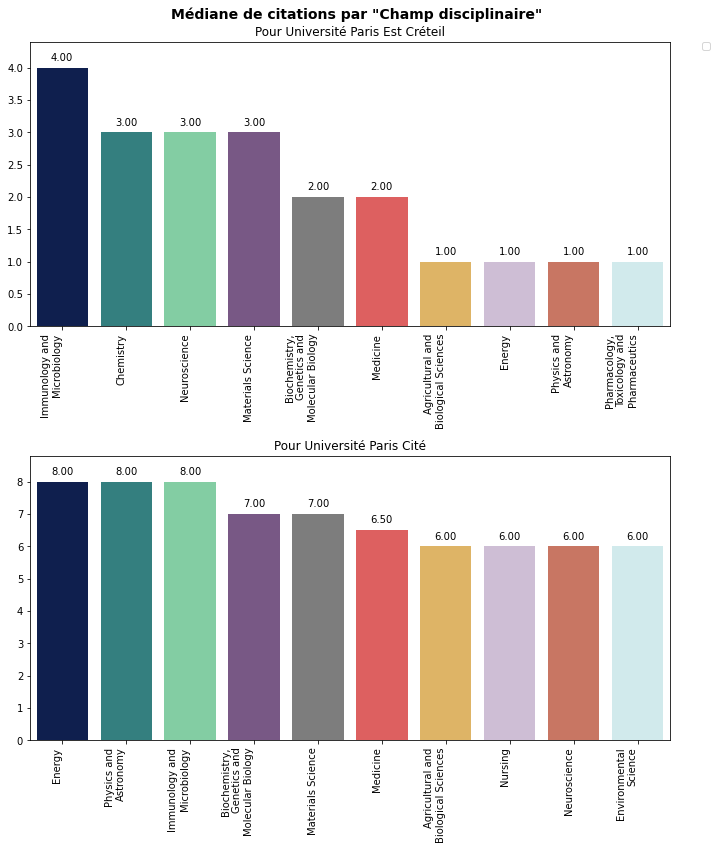 Médiane de citations par "Champ disciplinaire"
Pour Université Paris Est Créteil
4.00
3.00
3.00
3.00
2.00
2.00
1.00
1.00
1.00
1.00
4.0
3.5
3.0
2.5
2.0
1.5
1.0
0.5
0.0
Immunology and
Microbiology
Chemistry
Neuroscience
Materials Science
Biochemistry,
Genetics and
Molecular Biology
Medicine
Agricultural and
Biological Sciences
Energy
Physics and
Astronomy
Pharmacology,
Toxicology and
Pharmaceutics
Pour Université Paris Cité
8.00
8.00
8.00
7.00
7.00
6.50
6.00
6.00
6.00
6.00
8
7
6
5
4
3
2
1
0
Energy
Physics and
Astronomy
Immunology and
Microbiology
Biochemistry,
Genetics and
Molecular Biology
Materials Science
Medicine
Agricultural and
Biological Sciences
Nursing
Neuroscience
Environmental
Science